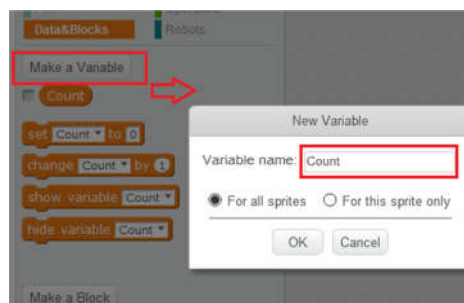 Data&Blocks Robots
Make a Variable
Count
set Count to 0
change Count by 1
show variable Count
hide variable Count
Make a Block
New Variable
Variable name: Count
For all sprites For this sprite only
OK Cancel